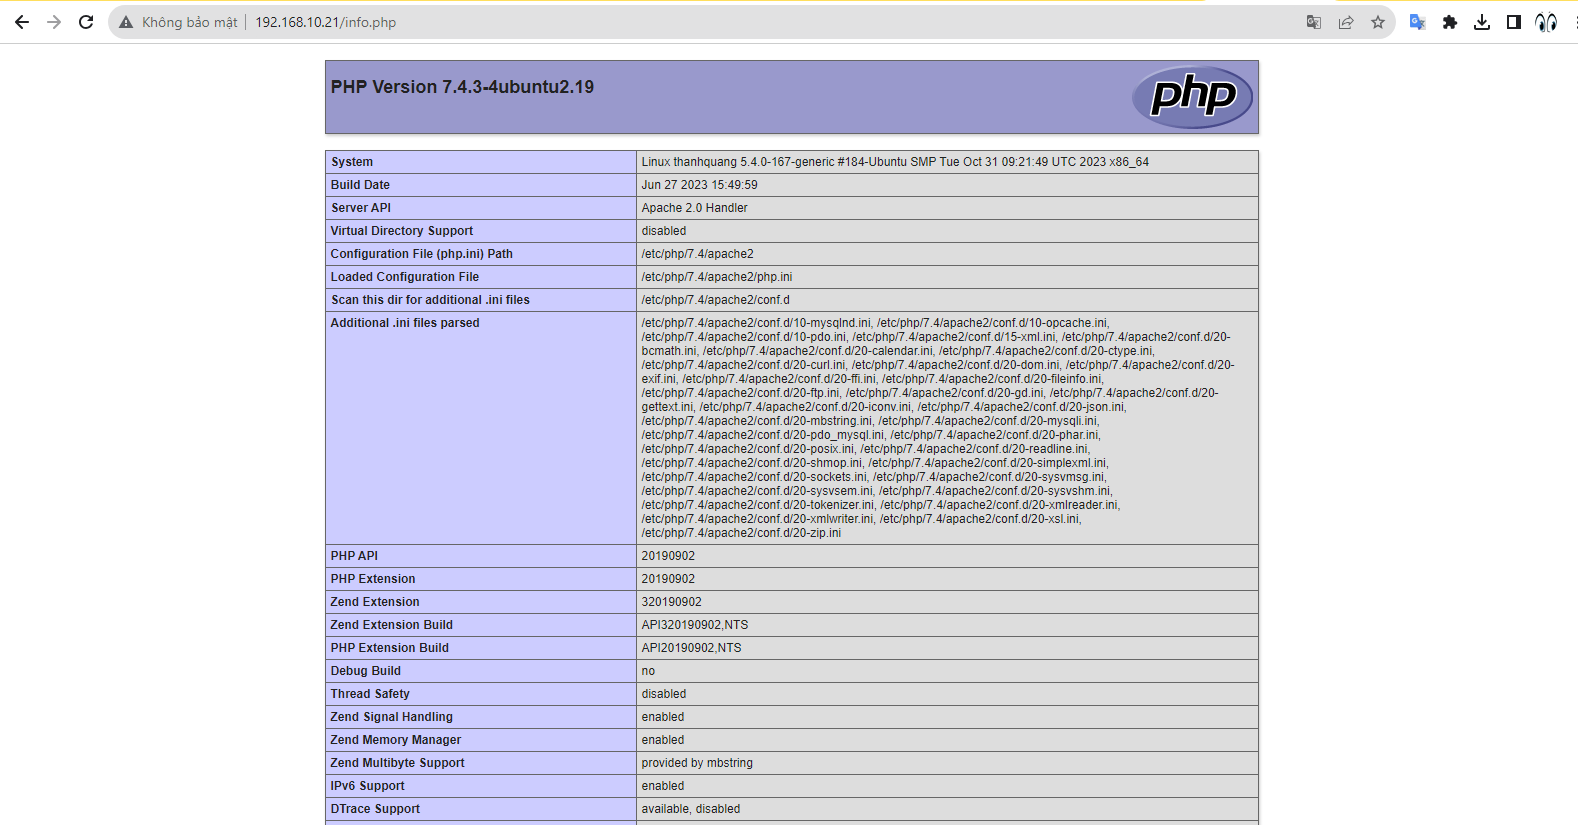 Không bảo mật 192.168.10.21/info.php
PHP Version 7.4.3-4ubuntu2.19
php
System Linux thanhquang 5.4.0-167-generic #184-Ubuntu SMP Tue Oct 31 09:21:49 UTC 2023 x86_64
Build Date Jun 27 2023 15:49:59
Server API Apache 2.0 Handler
Virtual Directory Support disabled
Configuration File (php.ini) Path /etc/php/7.4/apache2
Loaded Configuration File /etc/php/7.4/apache2/php.ini
Scan this dir for additional .ini files /etc/php/7.4/apache2/conf.d
Additional .ini files parsed /etc/php/7.4/apache2/conf.d/10-mysqlnd.ini, /etc/php/7.4/apache2/conf.d/10-opcache.ini,
/etc/php/7.4/apache2/conf.d/10-pdo.ini, /etc/php/7.4/apache2/conf.d/15-xml.ini, /etc/php/7.4/apache2/conf.d/20-
bcmath.ini, /etc/php/7.4/apache2/conf.d/20-calendar.ini, /etc/php/7.4/apache2/conf.d/20-ctype.ini,
/etc/php/7.4/apache2/conf.d/20-curl.ini, /etc/php/7.4/apache2/conf.d/20-dom.ini, /etc/php/7.4/apache2/conf.d/20-
exif.ini, /etc/php/7.4/apache2/conf.d/20-ffi.ini, /etc/php/7.4/apache2/conf.d/20-fileinfo.ini,
/etc/php/7.4/apache2/conf.d/20-ftp.ini, /etc/php/7.4/apache2/conf.d/20-gd.ini, /etc/php/7.4/apache2/conf.d/20-
gettext.ini, /etc/php/7.4/apache2/conf.d/20-iconv.ini, /etc/php/7.4/apache2/conf.d/20-json.ini,
/etc/php/7.4/apache2/conf.d/20-mbstring.ini, /etc/php/7.4/apache2/conf.d/20-mysqli.ini,
/etc/php/7.4/apache2/conf.d/20-pdo_mysql.ini, /etc/php/7.4/apache2/conf.d/20-phar.ini,
/etc/php/7.4/apache2/conf.d/20-posix.ini, /etc/php/7.4/apache2/conf.d/20-readline.ini,
/etc/php/7.4/apache2/conf.d/20-shmop.ini, /etc/php/7.4/apache2/conf.d/20-simplexml.ini,
/etc/php/7.4/apache2/conf.d/20-sockets.ini, /etc/php/7.4/apache2/conf.d/20-sysvmsg.ini,
/etc/php/7.4/apache2/conf.d/20-sysvsem.ini, /etc/php/7.4/apache2/conf.d/20-sysvshm.ini,
/etc/php/7.4/apache2/conf.d/20-tokenizer.ini, /etc/php/7.4/apache2/conf.d/20-xmlreader.ini,
/etc/php/7.4/apache2/conf.d/20-xmlwriter.ini, /etc/php/7.4/apache2/conf.d/20-xsl.ini,
/etc/php/7.4/apache2/conf.d/20-zip.ini
PHP API 20190902
PHP Extension 20190902
Zend Extension 320190902
Zend Extension Build API320190902,NTS
PHP Extension Build API20190902,NTS
Debug Build no
Thread Safety disabled
Zend Signal Handling enabled
Zend Memory Manager enabled
Zend Multibyte Support provided by mbstring
IPv6 Support enabled
DTrace Support available, disabled